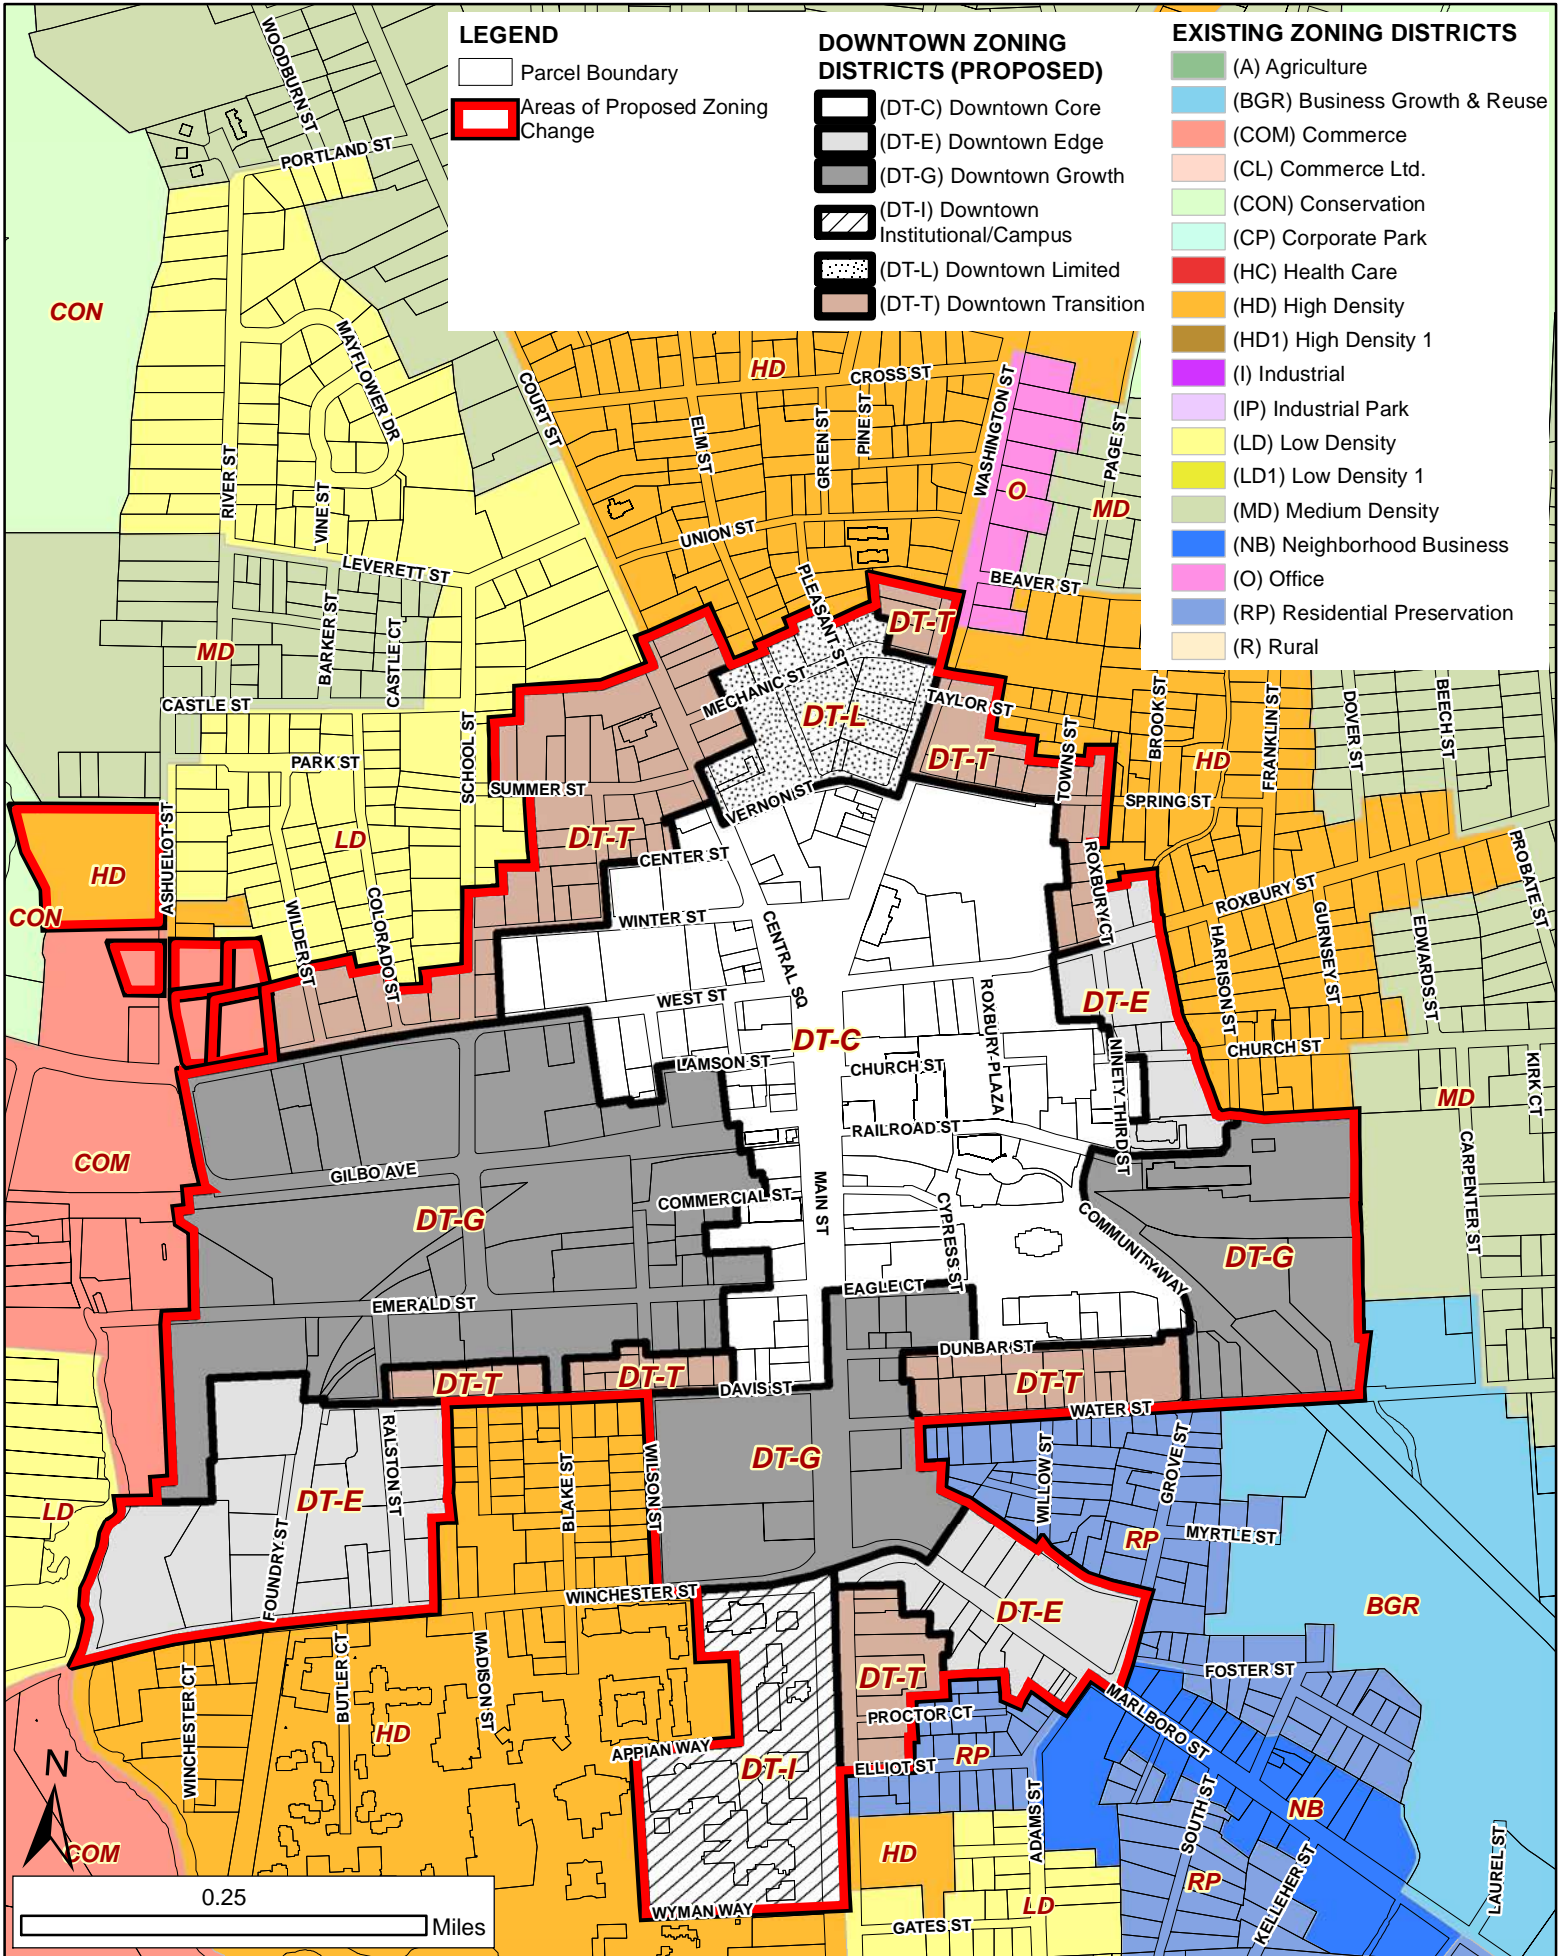 LEGEND
Parcel Boundary
Areas of Proposed Zoning
Change
DOWNTOWN ZONING
DISTRICTS (PROPOSED)
(DT-C) Downtown Core
(DT-E) Downtown Edge
(DT-G) Downtown Growth
(DT-I) Downtown
Institutional/Campus
(DT-L) Downtown Limited
(DT-T) Downtown Transition
EXISTING ZONING DISTRICTS
(A) Agriculture
(BGR) Business Growth & Reuse
(COM) Commerce
(CL) Commerce Ltd.
(CON) Conservation
(CP) Corporate Park
(HC) Health Care
(HD) High Density
(HD1) High Density 1
(I) Industrial
(IP) Industrial Park
(LD) Low Density
(LD1) Low Density 1
(MD) Medium Density
(NB) Neighborhood Business
(O) Office
(RP) Residential Preservation
(R) Rural
WOODBURN ST
PORTLAND ST
CON
MAYFLOWER DR
COURT ST
HD
CROSS ST
WASHINGTON ST
ELM ST
GREEN ST
PINE ST
PAGE ST
RIVER ST
VINE ST
O
MD
UNION ST
LEVERETT ST
PLEASANT ST
BEAVER ST
BARKER ST
CASTLE CT
DT-T
MD
MECHANIC ST
CASTLE ST
SCHOOL ST
DT-L
TAYLOR ST
TOWNS ST
BROOK ST
FRANKLIN ST
DOVER ST
BEECH ST
PARK ST
SUMMER ST
DT-T
HD
VERNON ST
SPRING ST
ASHUELOT ST
LD
DT-T
CENTER ST
ROXBURY CT
PROBATE ST
HD
CON
WILDER ST
COLORADO ST
WINTER ST
CENTRAL SQ
ROXBURY ST
GURNSEY ST
HARRISON ST
EDWARDS ST
WEST ST
ROXBURY PLAZA
DT-E
DT-C
LAMSON ST
CHURCH ST
NINETY THIRD ST
CHURCH ST
KIRK CT
MD
RAILROAD ST
CARPENTER ST
COM
GILBO AVE
COMMERCIAL ST
MAIN ST
CYPRESS ST
COMMUNITY WAY
DT-G
DT-G
EMERALD ST
EAGLE CT
DUNBAR ST
DT-T
DT-T
DAVIS ST
DT-T
WATER ST
RALSTON ST
BLAKE ST
WILSON ST
DT-G
WILLOW ST
GROVE ST
LD
DT-E
FOUNDRY ST
RP
MYRTLE ST
WINCHESTER ST
DT-E
BGR
WINCHESTER CT
BUTLER CT
MADISON ST
DT-T
FOSTER ST
HD
PROCTOR CT
MARLBORO ST
APPIAN WAY
DT-I
RP
ELLIOT ST
N
ADAMS ST
SOUTH ST
NB
COM
HD
KELLEHER ST
LAUREL ST
RP
0.25
Miles
WYMAN WAY
LD
GATES ST